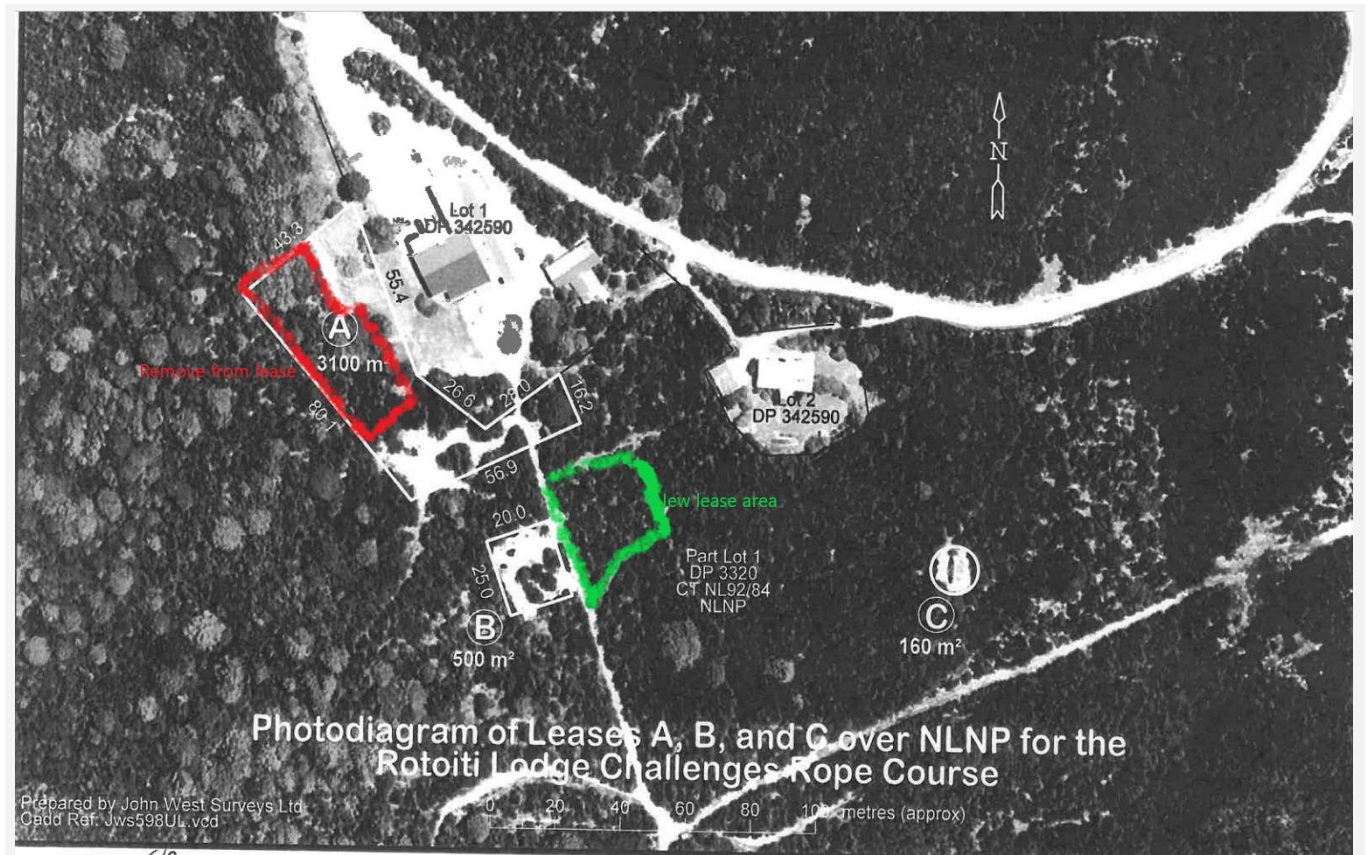 N
Lot 1
DP 342590
43.3
55.4
A
3100 m²
Remove from lease
80.1
26.6
28.0
16.2
Lot 2
DP 342590
56.9
ew lease area
20.0
25.0
Part Lot 1
DP 3320
CT NL92/84
NLNP
B
500 m²
C
160 m²
Photodiagram of Leases A, B, and C over NLNP for the
Rotoiti Lodge Challenges Rope Course
Prepared by John West Surveys Ltd
Cadd Ref: Jws598UL.vcd
0 20 40 60 80 100 metres (approx)